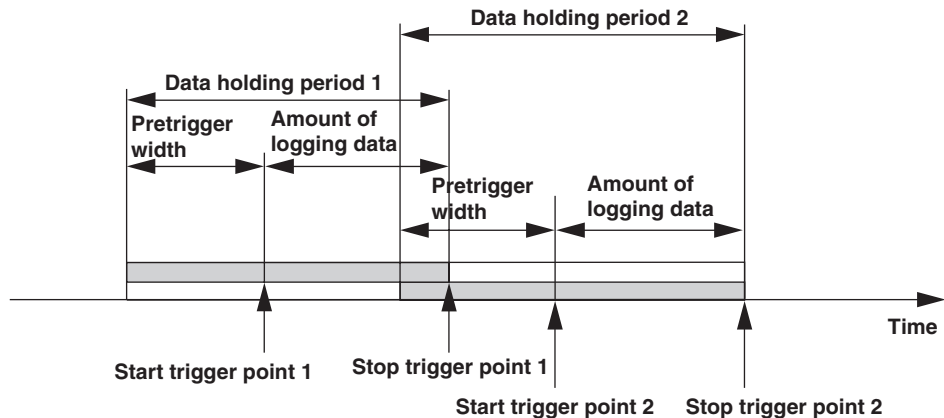 Data holding period 2
Data holding period 1
Pretrigger
width
Amount of
logging data
Pretrigger
width
Amount of
logging data
Time
Start trigger point 1
Stop trigger point 1
Start trigger point 2
Stop trigger point 2